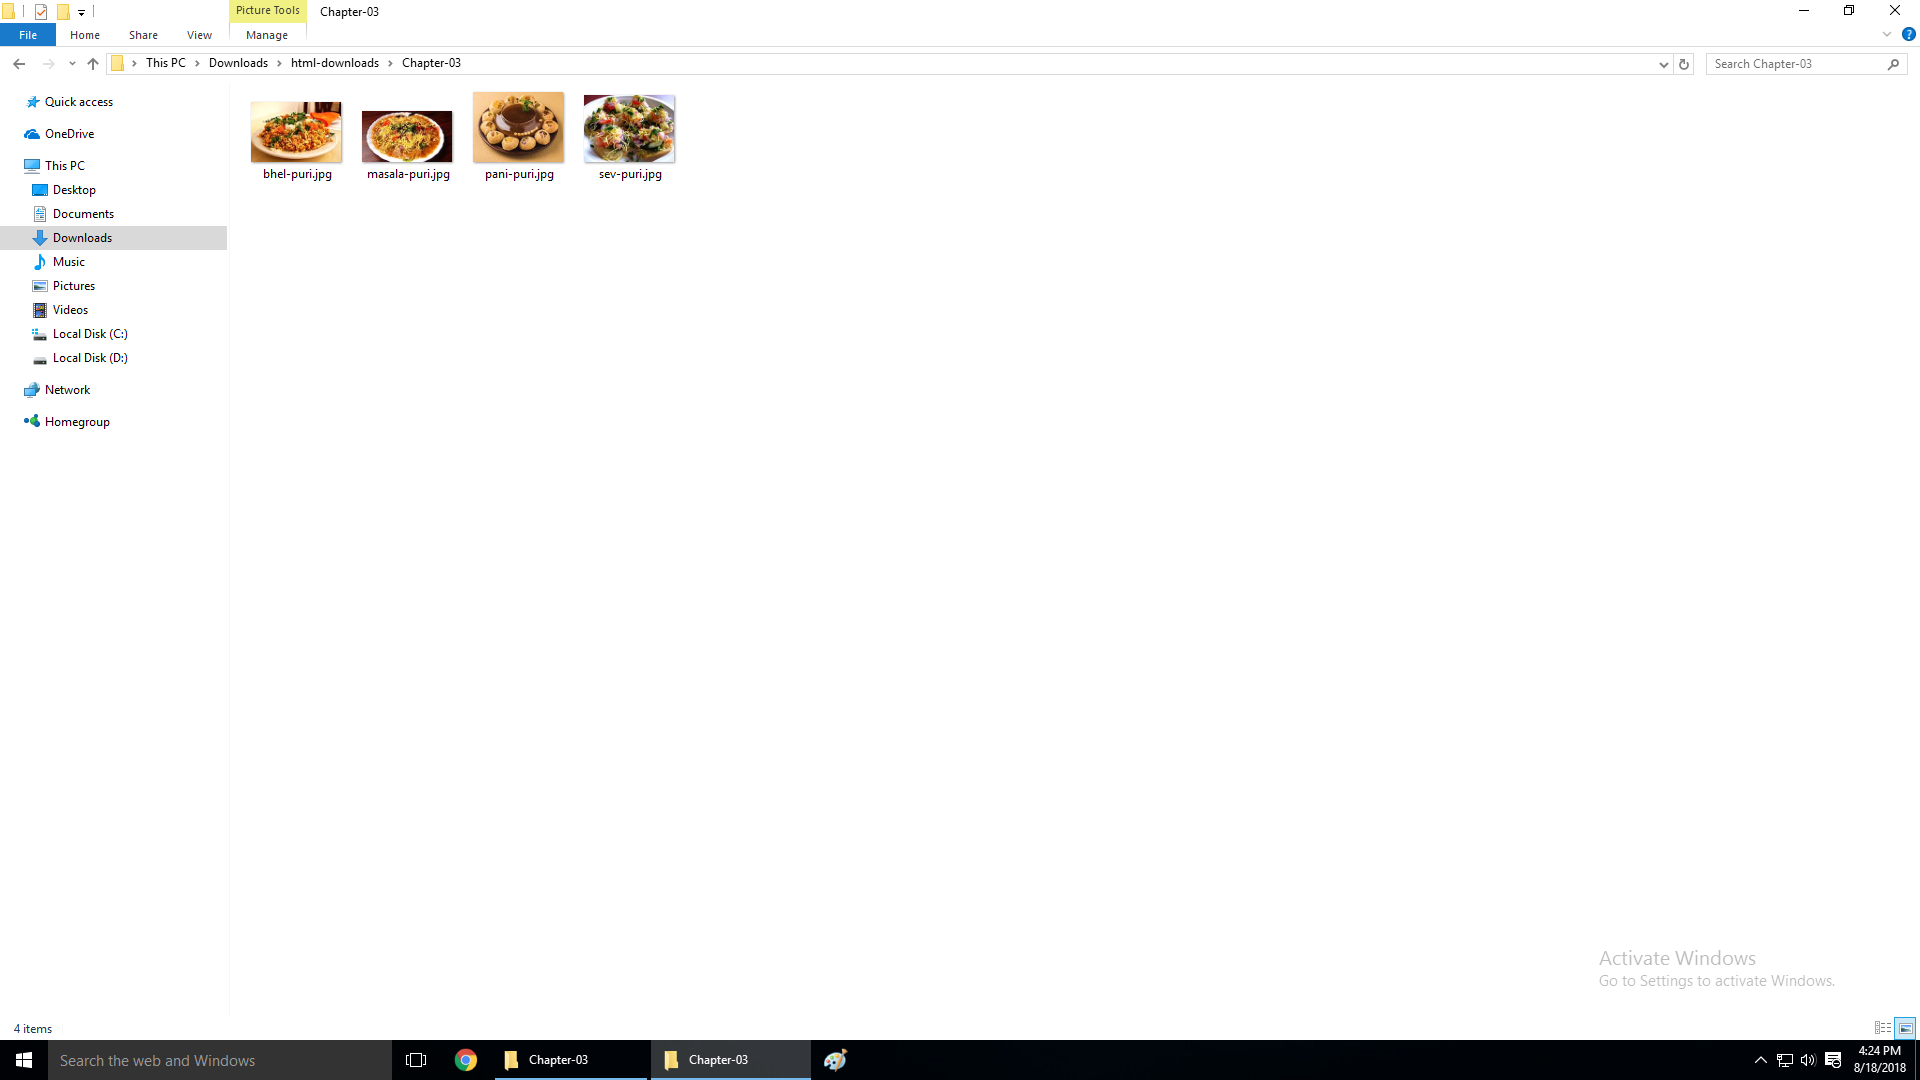 Picture Tools
Chapter-03
File
Home
Share
View
Manage
?
This PC
Downloads
html-downloads
Chapter-03
Search Chapter-03
Quick access
OneDrive
This PC
Desktop
Documents
Downloads
Music
Pictures
Videos
Local Disk (C:)
Local Disk (D:)
Network
Homegroup
bhel-puri.jpg
masala-puri.jpg
pani-puri.jpg
sev-puri.jpg
Activate Windows
Go to Settings to activate Windows.
4 items
Search the web and Windows
Chapter-03
Chapter-03
4:24 PM
8/18/2018